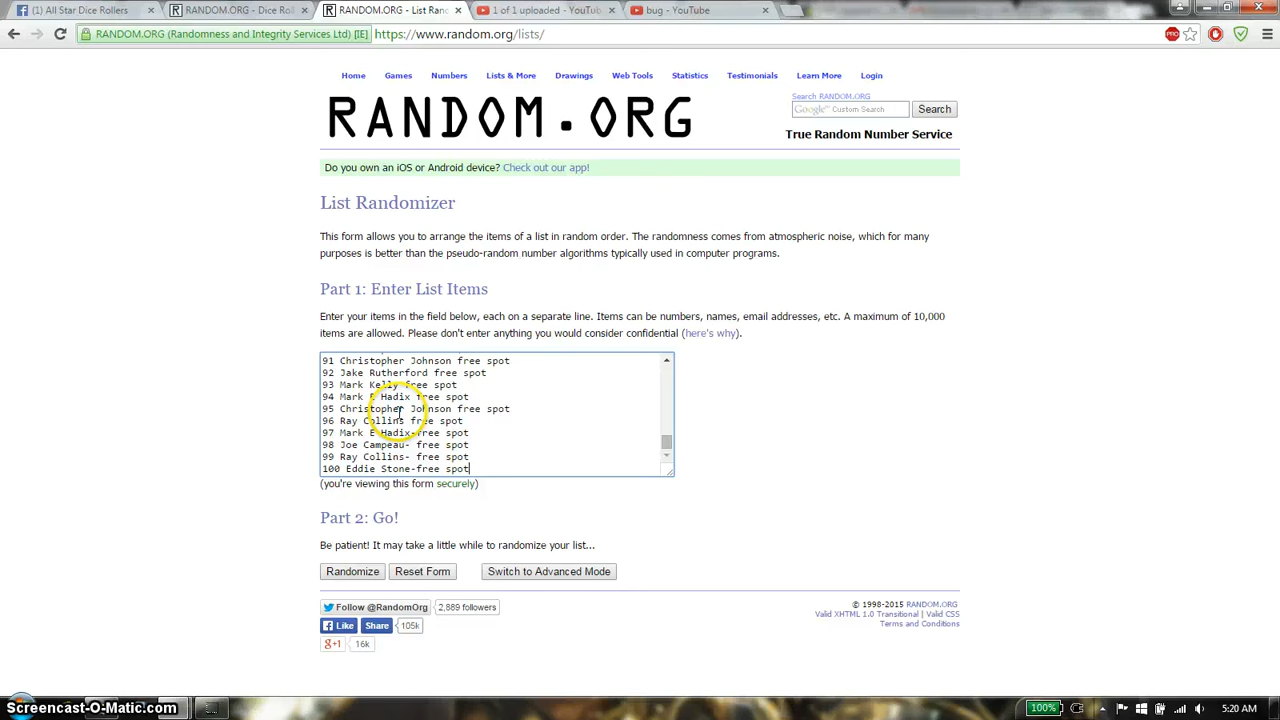 All Star Dice Rollers
RANDOM.ORG - Dice Rol
RANDOM.ORG - List Rand
1 of 1 uploaded - YouTub
bug - YouTube
RANDOM.ORG (Randomness and Integrity Services Ltd) [IE]
https://www.random.org/lists/
PRO
Home Games Numbers Lists & More Drawings Web Tools Statistics Testimonials Learn More Login
RANDOM.ORG
Search RANDOM.ORG
Google™ Custom Search
Search
True Random Number Service
Do you own an iOS or Android device? Check out our app!
List Randomizer
This form allows you to arrange the items of a list in random order. The randomness comes from atmospheric noise, which for many
purposes is better than the pseudo-random number algorithms typically used in computer programs.
Part 1: Enter List Items
Enter your items in the field below, each on a separate line. Items can be numbers, names, email addresses, etc. A maximum of 10,000
items are allowed. Please don't enter anything you would consider confidential (here's why).
91 Christopher Johnson free spot
92 Jake Rutherford free spot
93 Mark Kelly free spot
94 Mark E Hadix free spot
95 Christopher Johnson free spot
96 Ray Collins free spot
97 Mark E Hadix-free spot
98 Joe Campeau- free spot
99 Ray Collins- free spot
100 Eddie Stone-free spot
(you're viewing this form securely)
Part 2: Go!
Be patient! It may take a little while to randomize your list...
Randomize Reset Form Switch to Advanced Mode
Follow @RandomOrg 2,889 followers
Like Share 105k
g+1 16k
© 1998-2015 RANDOM.ORG
Valid XHTML 1.0 Transitional | Valid CSS
Terms and Conditions
Screencast-O-Matic.com
100%
5:20 AM